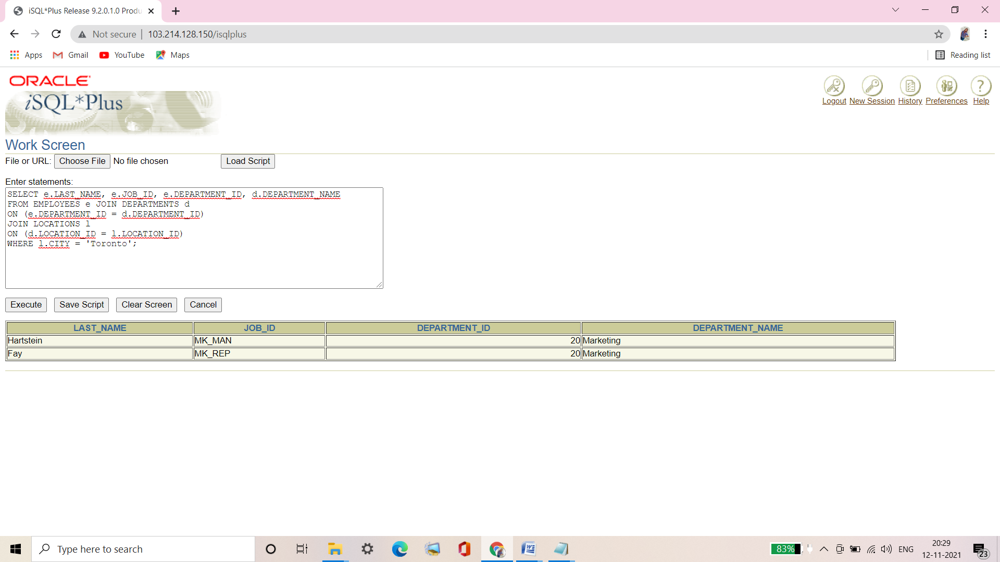 iSQL*Plus Release 9.2.0.1.0 Produ
Not secure | 103.214.128.150/isqlplus
Apps Gmail YouTube Maps Reading list
ORACLE
iSQL*Plus
Logout New Session History Preferences Help
Work Screen
File or URL: Choose File No file chosen Load Script
Enter statements:
SELECT e.LAST_NAME, e.JOB_ID, e.DEPARTMENT_ID, d.DEPARTMENT_NAME
FROM EMPLOYEES e JOIN DEPARTMENTS d
ON (e.DEPARTMENT_ID = d.DEPARTMENT_ID)
JOIN LOCATIONS l
ON (d.LOCATION_ID = l.LOCATION_ID)
WHERE l.CITY = 'Toronto';
Execute Save Script Clear Screen Cancel
LAST_NAME JOB_ID DEPARTMENT_ID DEPARTMENT_NAME
Hartstein MK_MAN 20 Marketing
Fay MK_REP 20 Marketing
Type here to search
83%
ENG
20:29
12-11-2021
23